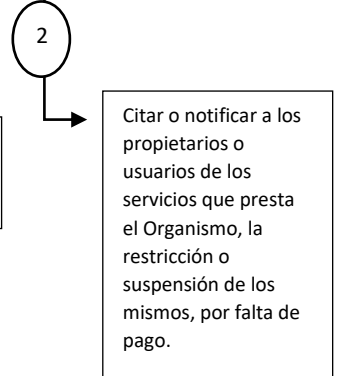 2
Citar o notificar a los
propietarios o
usuarios de los
servicios que presta
el Organismo, la
restricción o
suspensión de los
mismos, por falta de
pago.